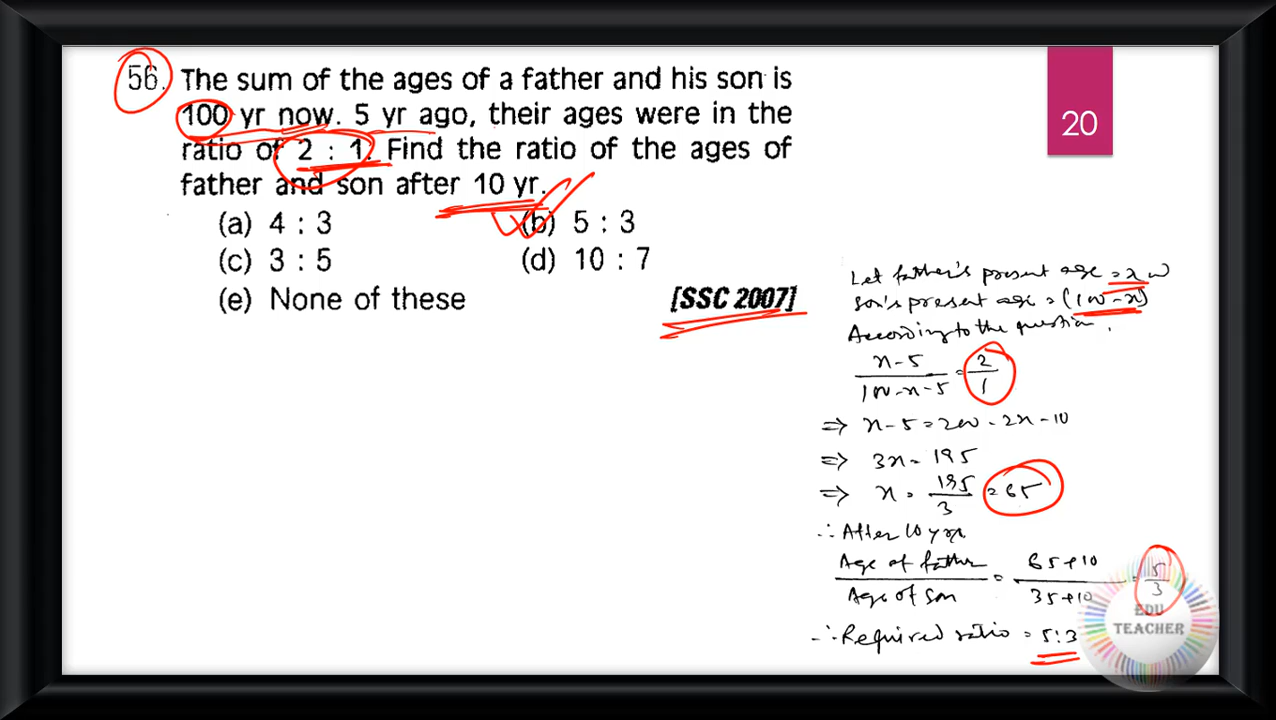 56. The sum of the ages of a father and his son is
100 yr now. 5 yr ago, their ages were in the
ratio of 2 : 1. Find the ratio of the ages of
father and son after 10 yr.
(a) 4 : 3 (b) 5 : 3
(c) 3 : 5 (d) 10 : 7
(e) None of these [SSC 2007]
20
Let father's present age = x
son's present age = (100 - x)
According to the question,
x - 5 / 100 - x - 5 = 2 / 1
⇒ x - 5 = 200 - 2x - 10
⇒ 3x = 195
⇒ x = 195 / 3 = 65
∴ After 10 yrs.
Age of father / Age of son = 65 + 10 / 35 + 10 = 5 / 3
∴ Required ratio = 5 : 3
EDU
TEACHER